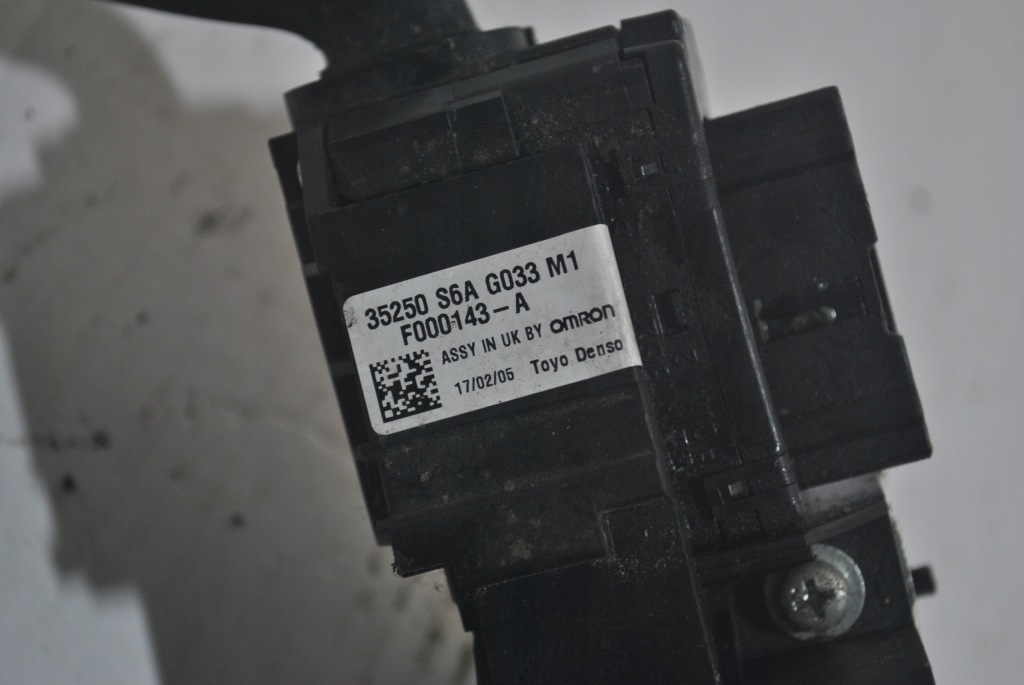 35250 S6A G033 M1
F000143-A
ASSY IN UK BY OMRON
17/02/05 Toyo Denso